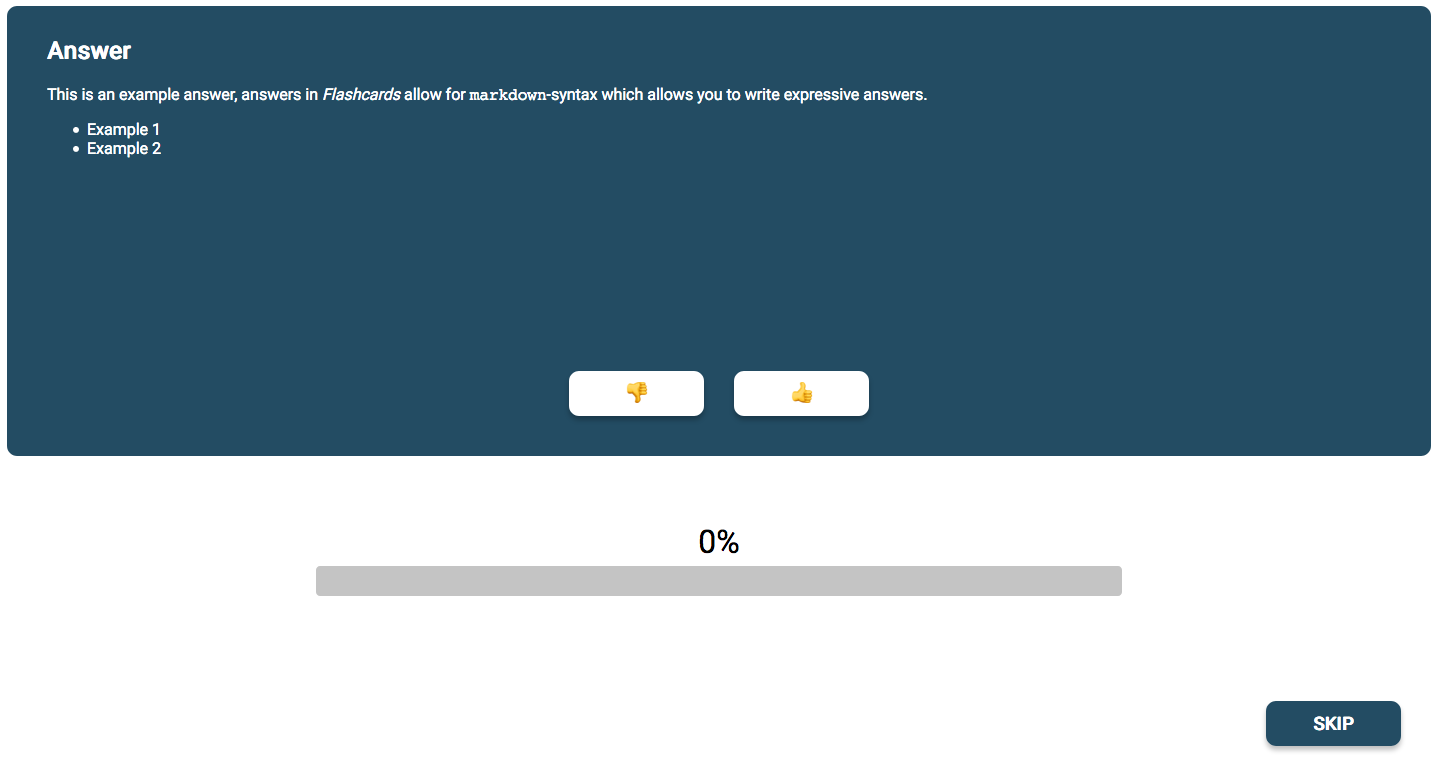 Answer
This is an example answer, answers in Flashcards allow for markdown-syntax which allows you to write expressive answers.
Example 1
Example 2
0%
SKIP